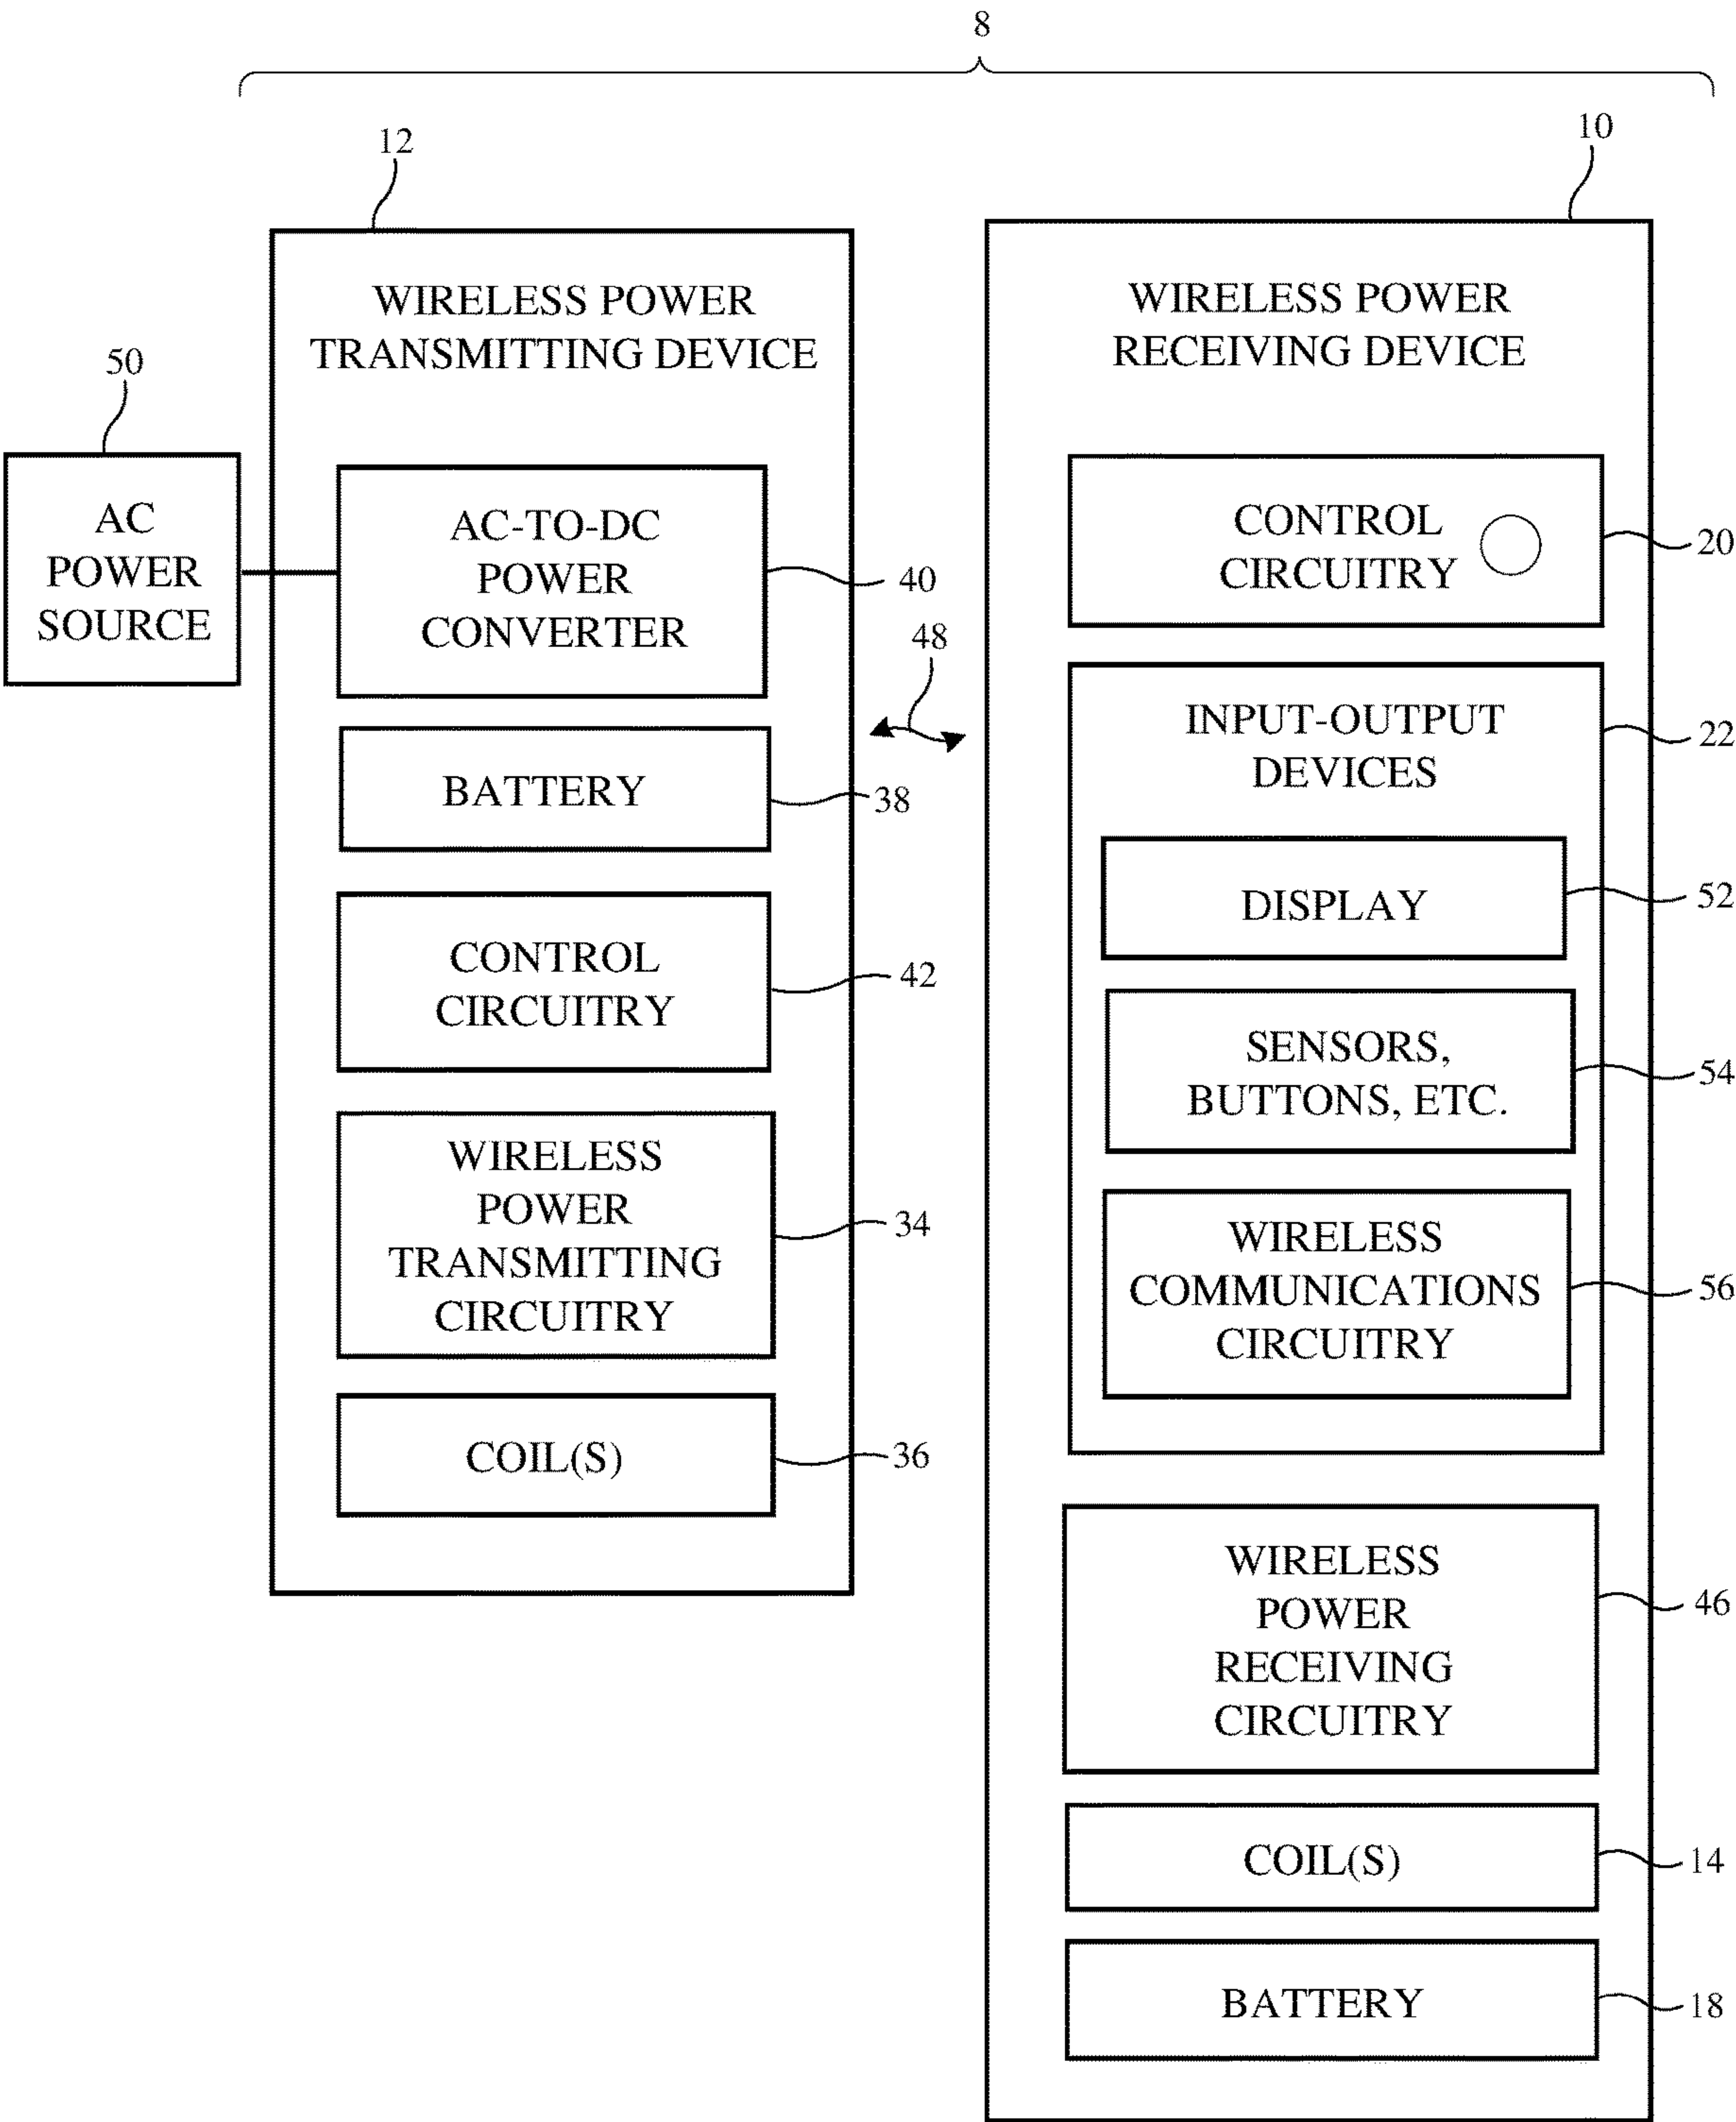 8
12
10
WIRELESS POWER
TRANSMITTING DEVICE
50
AC
POWER
SOURCE
AC-TO-DC
POWER
CONVERTER
40
48
BATTERY
38
CONTROL
CIRCUITRY
42
WIRELESS
POWER
TRANSMITTING
CIRCUITRY
34
COIL(S)
36
WIRELESS POWER
RECEIVING DEVICE
CONTROL
CIRCUITRY
20
INPUT-OUTPUT
DEVICES
22
DISPLAY
52
SENSORS,
BUTTONS, ETC.
54
WIRELESS
COMMUNICATIONS
CIRCUITRY
56
WIRELESS
POWER
RECEIVING
CIRCUITRY
46
COIL(S)
14
BATTERY
18